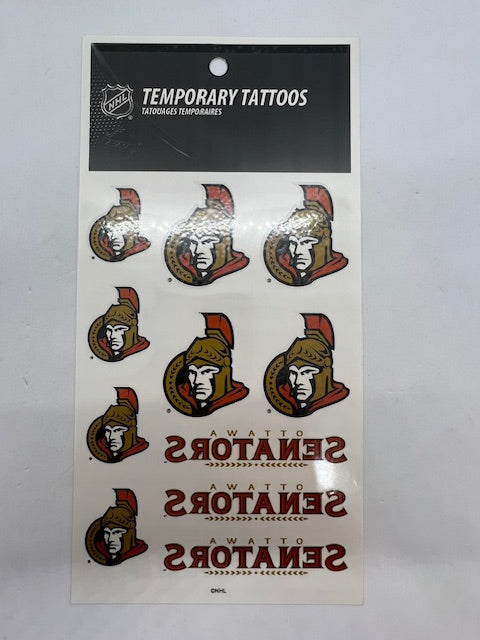 NHL
TEMPORARY TATTOOS
TATOUAGES TEMPORAIRES
OTTAWA
SENATORS
OTTAWA
SENATORS
OTTAWA
SENATORS
©NHL